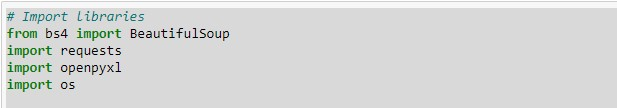 # Import libraries
from bs4 import BeautifulSoup
import requests
import openpyxl
import os